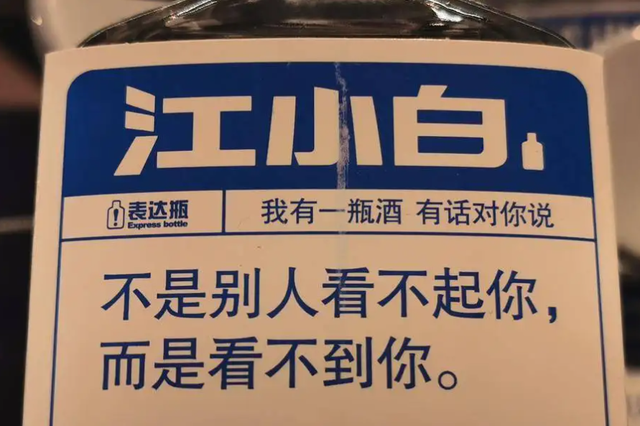 江小白
表达瓶
Express bottle
我有一瓶酒 有话对你说
不是别人看不起你，
而是看不到你。